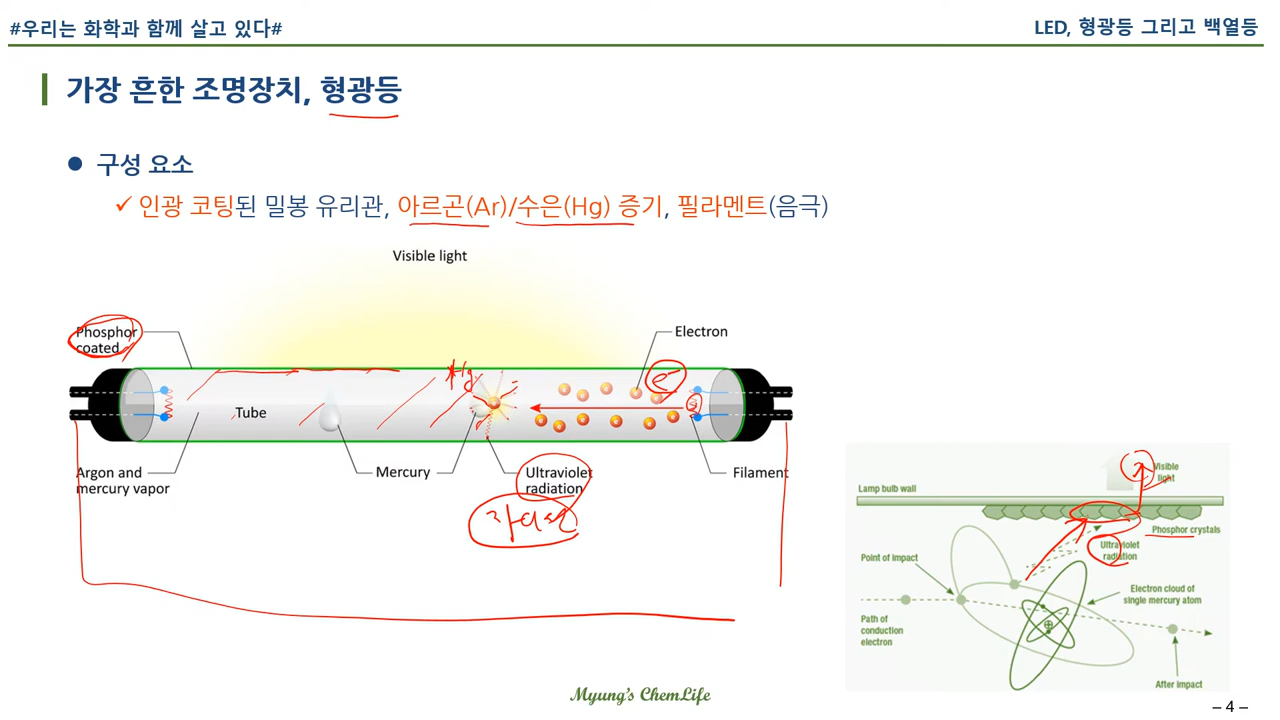 #우리는 화학과 함께 살고 있다#
LED, 형광등 그리고 백열등
가장 흔한 조명장치, 형광등
● 구성 요소
✓ 인광 코팅된 밀봉 유리관, 아르곤(Ar)/수은(Hg) 증기, 필라멘트(음극)
Visible light
Phosphor
coated
Electron
Hg
e-
e e e e e e e
Tube
Argon and
mercury vapor
Mercury
Ultraviolet
radiation
Filament
자외선
Lamp bulb wall
Visible
light
Phosphor crystals
Ultraviolet
radiation
Point of impact
Electron cloud of
single mercury atom
Path of
conduction
electron
After impact
Myung's ChemLife
– 4 –